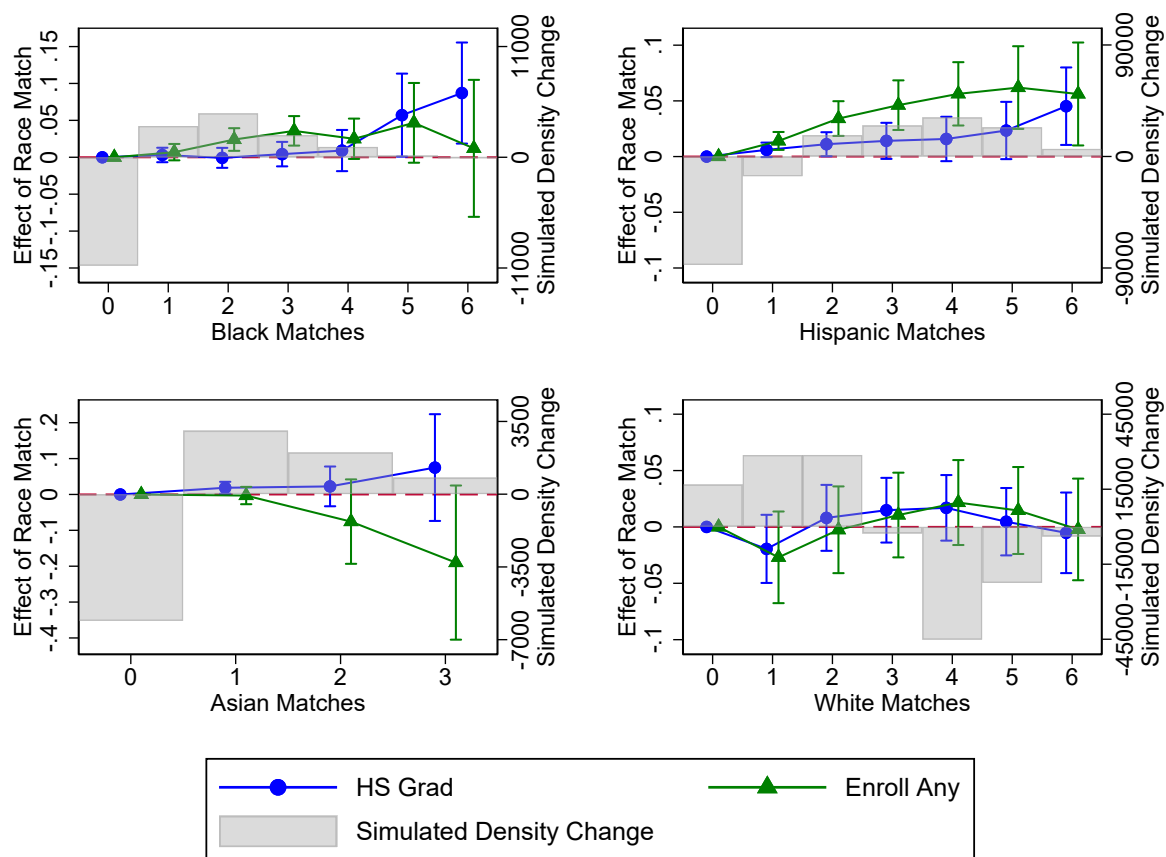 Effect of Race Match
-.15 -.1 -.05 0 .05 .1 .15
0 1 2 3 4 5 6
Black Matches
-11000 0 11000
Simulated Density Change
Effect of Race Match
-.1 -.05 0 .05 .1
0 1 2 3 4 5 6
Hispanic Matches
-90000 0 90000
Simulated Density Change
Effect of Race Match
-.4 -.3 -.2 -.1 0 .1 .2
0 1 2 3
Asian Matches
-7000 -3500 0 3500
Simulated Density Change
Effect of Race Match
-.1 -.05 0 .05 .1
0 1 2 3 4 5 6
White Matches
-45000 -15000 15000 45000
Simulated Density Change
HS Grad
Enroll Any
Simulated Density Change